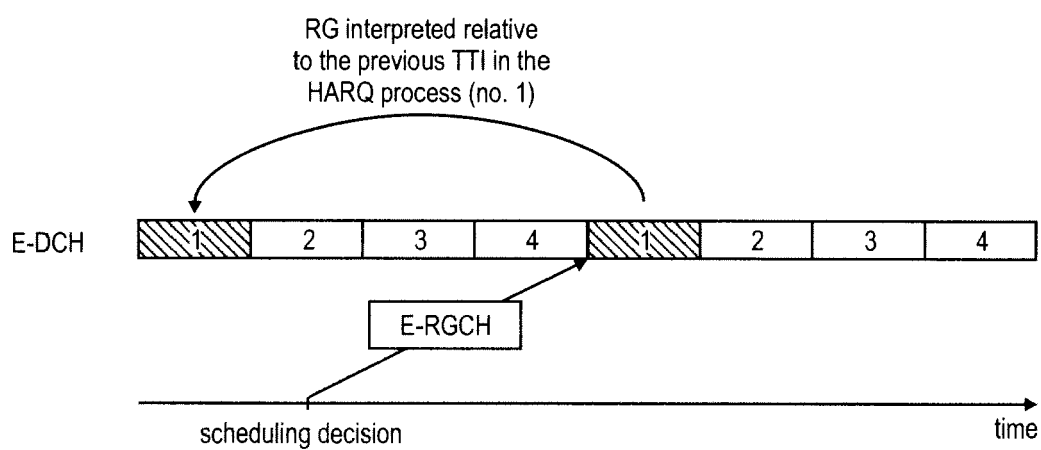 RG interpreted relative
to the previous TTI in the
HARQ process (no. 1)
E-DCH
1 2 3 4 1 2 3 4
E-RGCH
scheduling decision
time